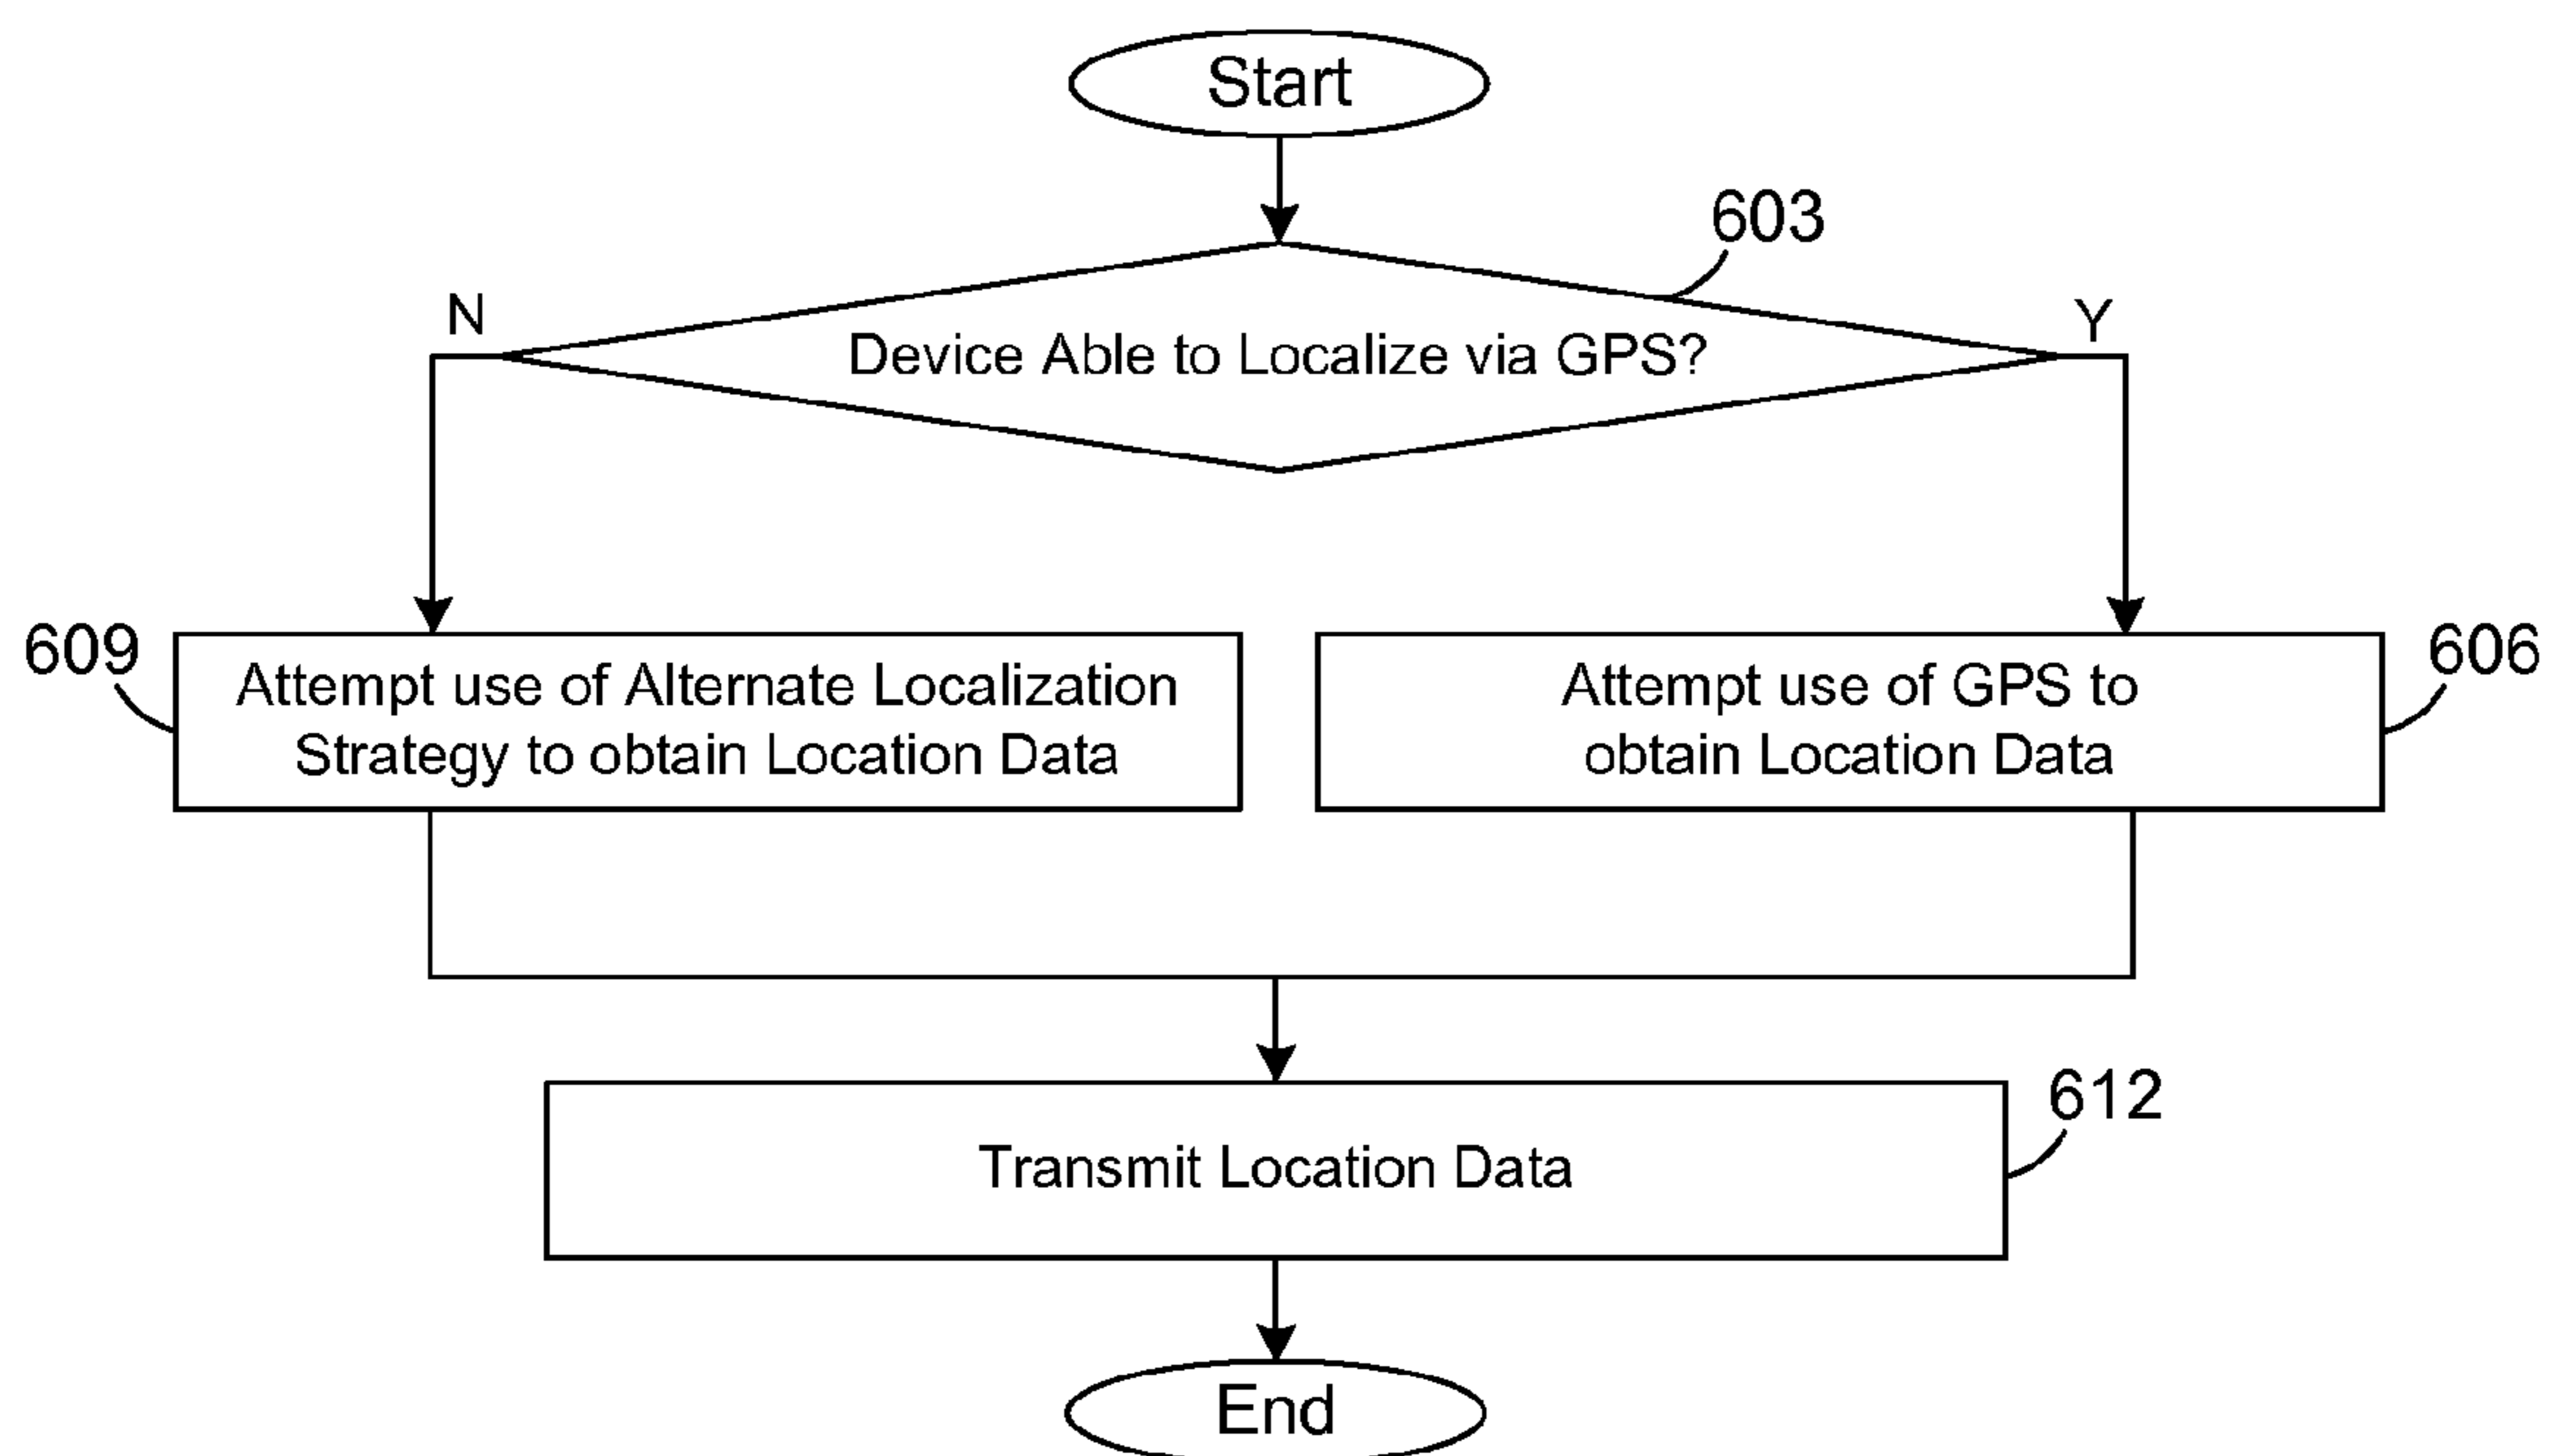 Start
603
Device Able to Localize via GPS?
N
Y
609
Attempt use of Alternate Localization
Strategy to obtain Location Data
606
Attempt use of GPS to
obtain Location Data
612
Transmit Location Data
End